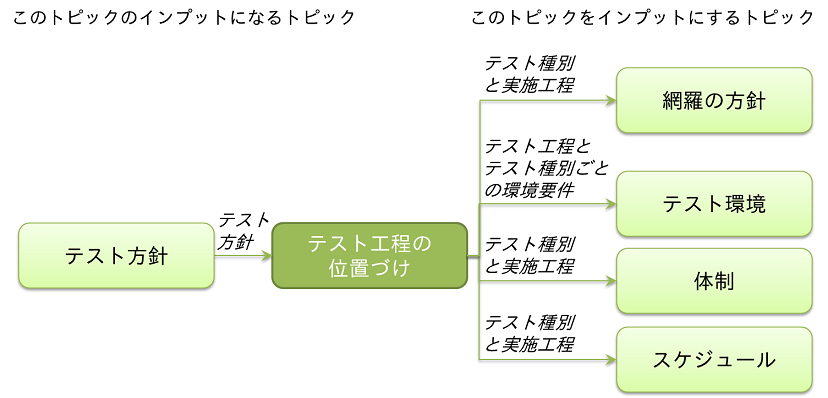 このトピックのインプットになるトピック
このトピックをインプットにするトピック
テスト方針
テスト
方針
テスト工程の
位置づけ
テスト種別
と実施工程
網羅の方針
テスト工程と
テスト種別ごと
の環境要件
テスト環境
テスト種別
と実施工程
体制
テスト種別
と実施工程
スケジュール